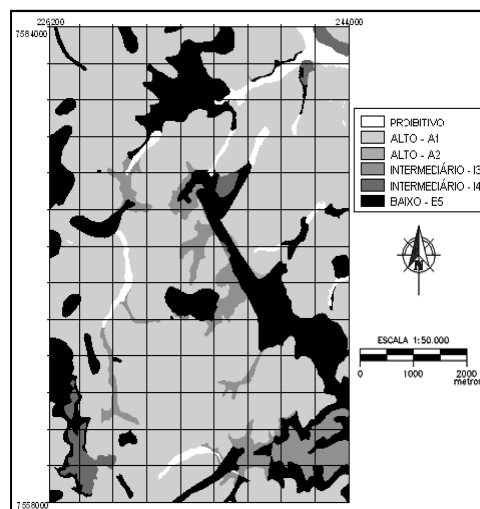 226200
244000
7584000
7558000
PROIBITIVO
ALTO - A1
ALTO - A2
INTERMEDIÁRIO - I3
INTERMEDIÁRIO - I4
BAIXO - E5
N
ESCALA 1:50.000
0 1000 2000
metros